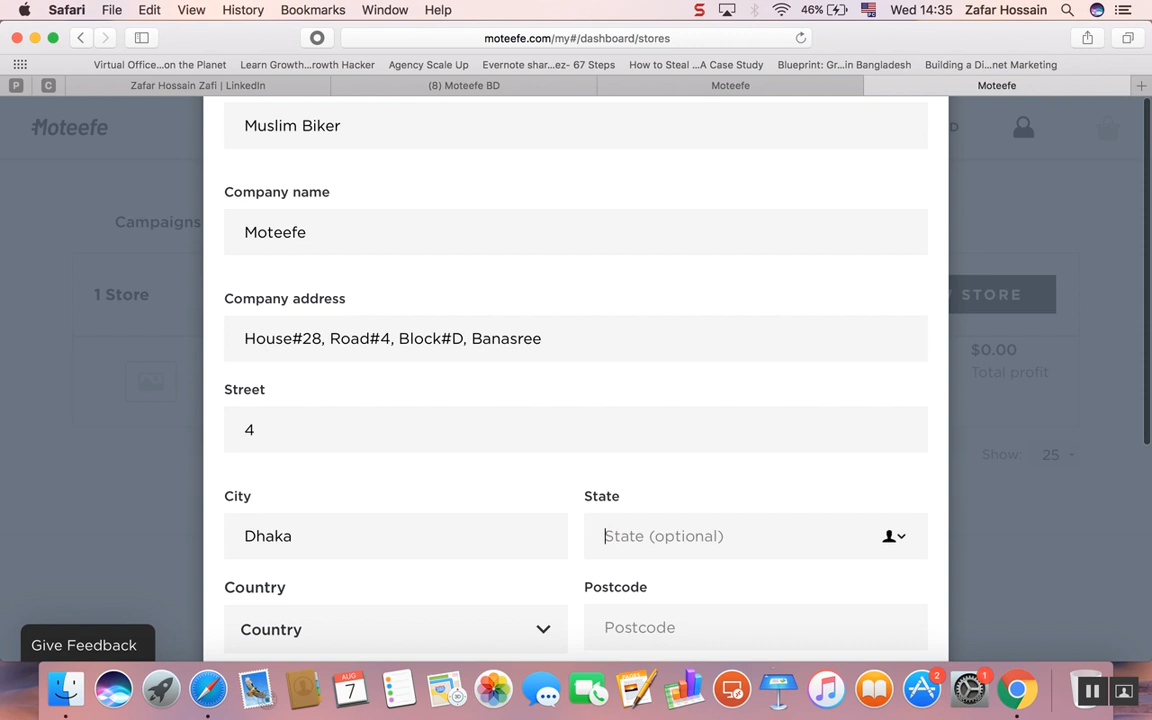 Safari File Edit View History Bookmarks Window Help 46% Wed 14:35 Zafar Hossain
moteefe.com/my#/dashboard/stores
Virtual Office...on the Planet Learn Growth...rowth Hacker Agency Scale Up Evernote shar...ez- 67 Steps How to Steal ...A Case Study Blueprint: Gr...in Bangladesh Building a Di...net Marketing
P C Zafar Hossain Zafi | LinkedIn (8) Moteefe BD Moteefe Moteefe
Moteefe D
Muslim Biker
Company name
Campaigns
Moteefe
1 Store
Company address
STORE
House#28, Road#4, Block#D, Banasree
$0.00
Total profit
Street
4
Show: 25
City State
Dhaka State (optional)
Country Postcode
Country Postcode
Give Feedback
AUG
7
2
1